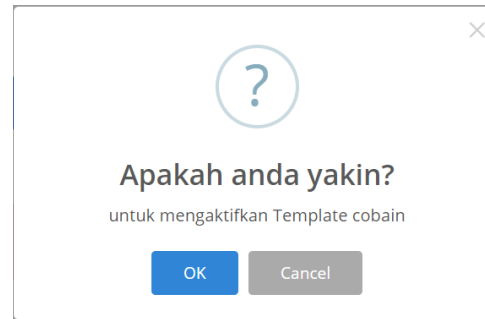 ?
Apakah anda yakin?
untuk mengaktifkan Template cobain
OK
Cancel